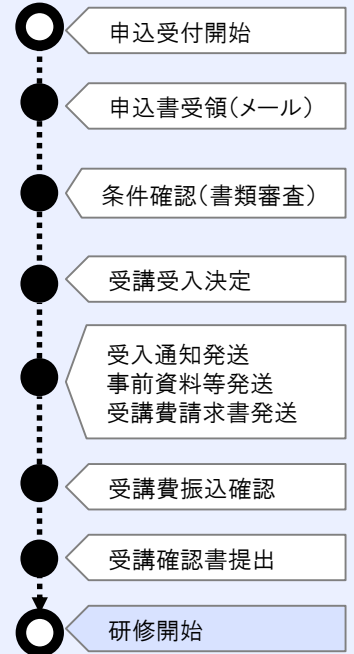 申込受付開始
申込書受領（メール）
条件確認（書類審査）
受講受入決定
受入通知発送
事前資料等発送
受講費請求書発送
受講費振込確認
受講確認書提出
研修開始